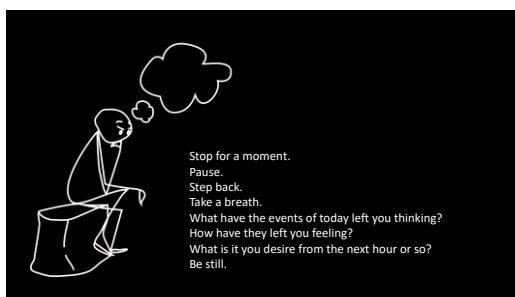 Stop for a moment.
Pause.
Step back.
Take a breath.
What have the events of today left you thinking?
How have they left you feeling?
What is it you desire from the next hour or so?
Be still.